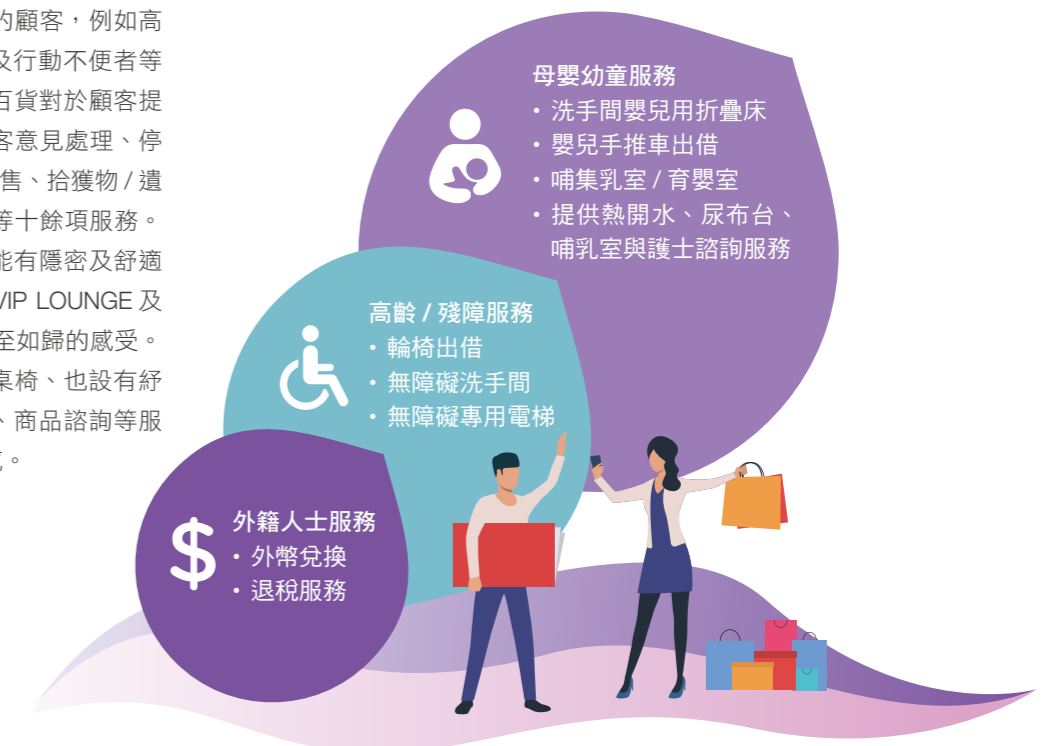 的顧客，例如高
及行動不便者等
百貨對於顧客提
客意見處理、停
售、拾獲物 / 遺
等十餘項服務。
能有隱密及舒適
VIP LOUNGE 及
至如歸的感受。
桌椅、也設有紓
、商品諮詢等服
。
母嬰幼童服務
・洗手間嬰兒用折疊床
・嬰兒手推車出借
・哺集乳室 / 育嬰室
・提供熱開水、尿布台、
哺乳室與護士諮詢服務
高齡 / 殘障服務
・輪椅出借
・無障礙洗手間
・無障礙專用電梯
外籍人士服務
・外幣兌換
・退稅服務